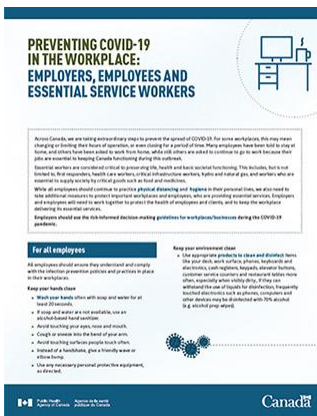 PREVENTING COVID-19
IN THE WORKPLACE:
EMPLOYERS, EMPLOYEES AND
ESSENTIAL SERVICE WORKERS
Across Canada, we are taking extraordinary steps to prevent the spread of COVID-19. For some workplaces, this may mean
changing or limiting their hours of operation, or even closing for a period of time. Many employees have been told to stay at
home, and others have been asked to work from home, while still others are asked to continue to go to work because their
jobs are essential to keeping Canada functioning during this outbreak.
Essential workers are considered critical to preserving life, health and basic societal functioning. This includes, but is not
limited to, first responders, health care workers, critical infrastructure workers, hydro and natural gas, and workers who are
essential to supply society by critical goods such as food and medicines.
While all employees should continue to practice physical distancing and hygiene in their personal lives, we also need to
take additional measures to protect important workplaces and employees, who are providing essential services. Employers
and employees will need to work together to protect the health of employees and clients, and to keep the workplace
delivering its essential services.
Employers should use the risk-informed decision-making guidelines for workplaces/businesses during the COVID-19
pandemic.
For all employees
All employees should ensure they understand and comply
with the infection prevention policies and practices in place
in their workplaces.
Keep your hands clean
• Wash your hands often with soap and water for at
least 20 seconds.
• If soap and water are not available, use an
alcohol-based hand sanitizer.
• Avoid touching your eyes, nose and mouth.
• Cough or sneeze into the bend of your arm.
• Avoid touching surfaces people touch often.
• Instead of a handshake, give a friendly wave or
elbow bump.
• Use any necessary personal protective equipment,
as directed.
Keep your environment clean
• Use appropriate products to clean and disinfect items
like your desk, work surface, phones, keyboards and
electronics, cash registers, keypads, elevator buttons,
customer service counters and restaurant tables more
often, especially when visibly dirty. If they can
withstand the use of liquids for disinfection, frequently
touched electronics such as phones, computers and
other devices may be disinfected with 70% alcohol
(e.g. alcohol prep wipes).
Public Health
Agency of Canada
Agence de la santé
publique du Canada
Canada